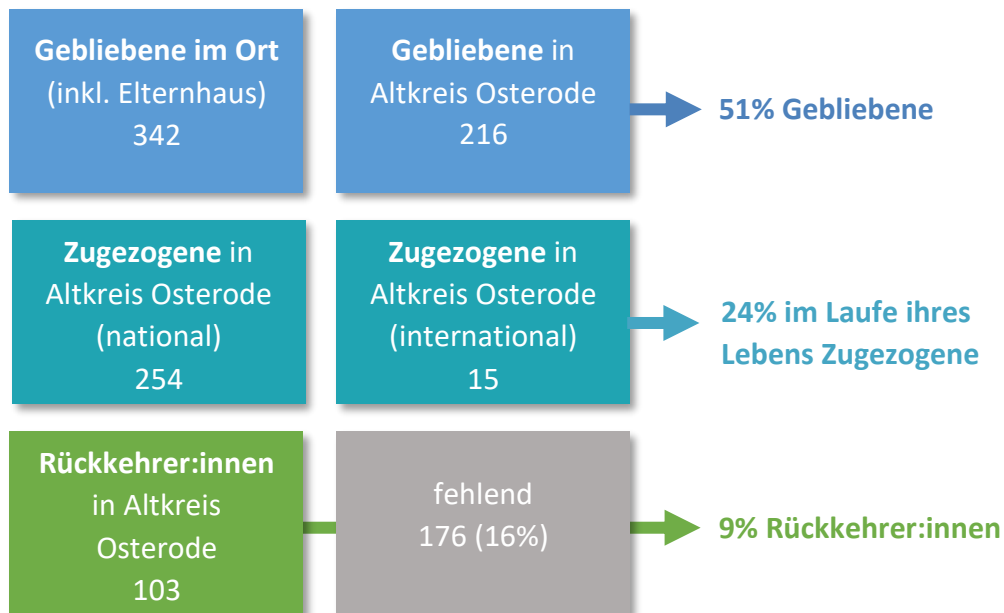 Gebliebene im Ort
(inkl. Elternhaus)
342
Gebliebene in
Altkreis Osterode
216
51% Gebliebene
Zugezogene in
Altkreis Osterode
(national)
254
Zugezogene in
Altkreis Osterode
(international)
15
24% im Laufe ihres
Lebens Zugezogene
Rückkehrer:innen
in Altkreis
Osterode
103
fehlend
176 (16%)
9% Rückkehrer:innen